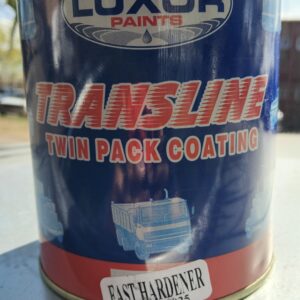 LUXOR
PAINTS
TRANSLINE
TWIN PACK COATING
FAST HARDENER